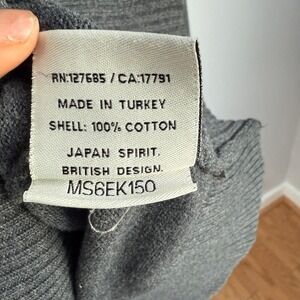 RN:127685 / CA:17791
MADE IN TURKEY
SHELL: 100% COTTON
JAPAN SPIRIT.
BRITISH DESIGN.
MS6EK150